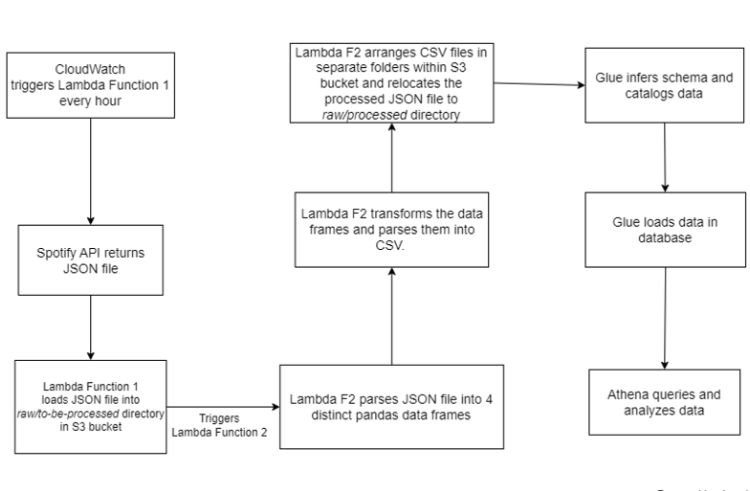 CloudWatch
triggers Lambda Function 1
every hour
Spotify API returns
JSON file
Lambda Function 1
loads JSON file into
raw/to-be-processed directory
in S3 bucket
Triggers
Lambda Function 2
Lambda F2 parses JSON file into 4
distinct pandas data frames
Lambda F2 transforms the data
frames and parses them into
CSV.
Lambda F2 arranges CSV files in
separate folders within S3
bucket and relocates the
processed JSON file to
raw/processed directory
Glue infers schema and
catalogs data
Glue loads data in
database
Athena queries and
analyzes data